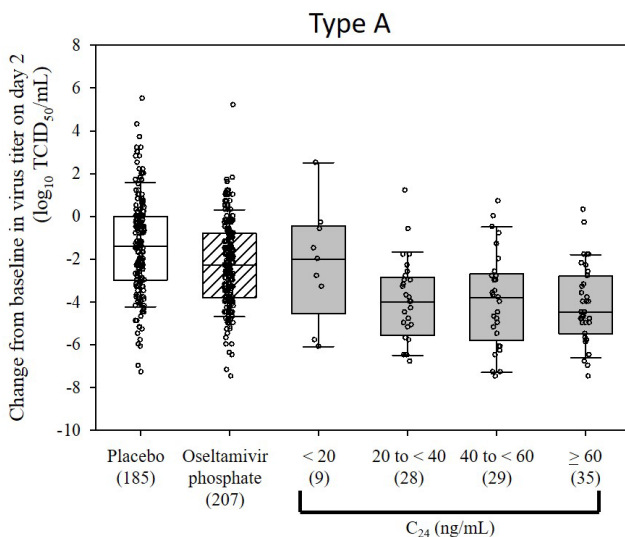 Type A
Change from baseline in virus titer on day 2
(log₁₀ TCID₅₀/mL)
8
6
4
2
0
-2
-4
-6
-8
-10
Placebo
(185)
Oseltamivir
phosphate
(207)
< 20
(9)
20 to < 40
(28)
40 to < 60
(29)
≥ 60
(35)
C₂₄ (ng/mL)